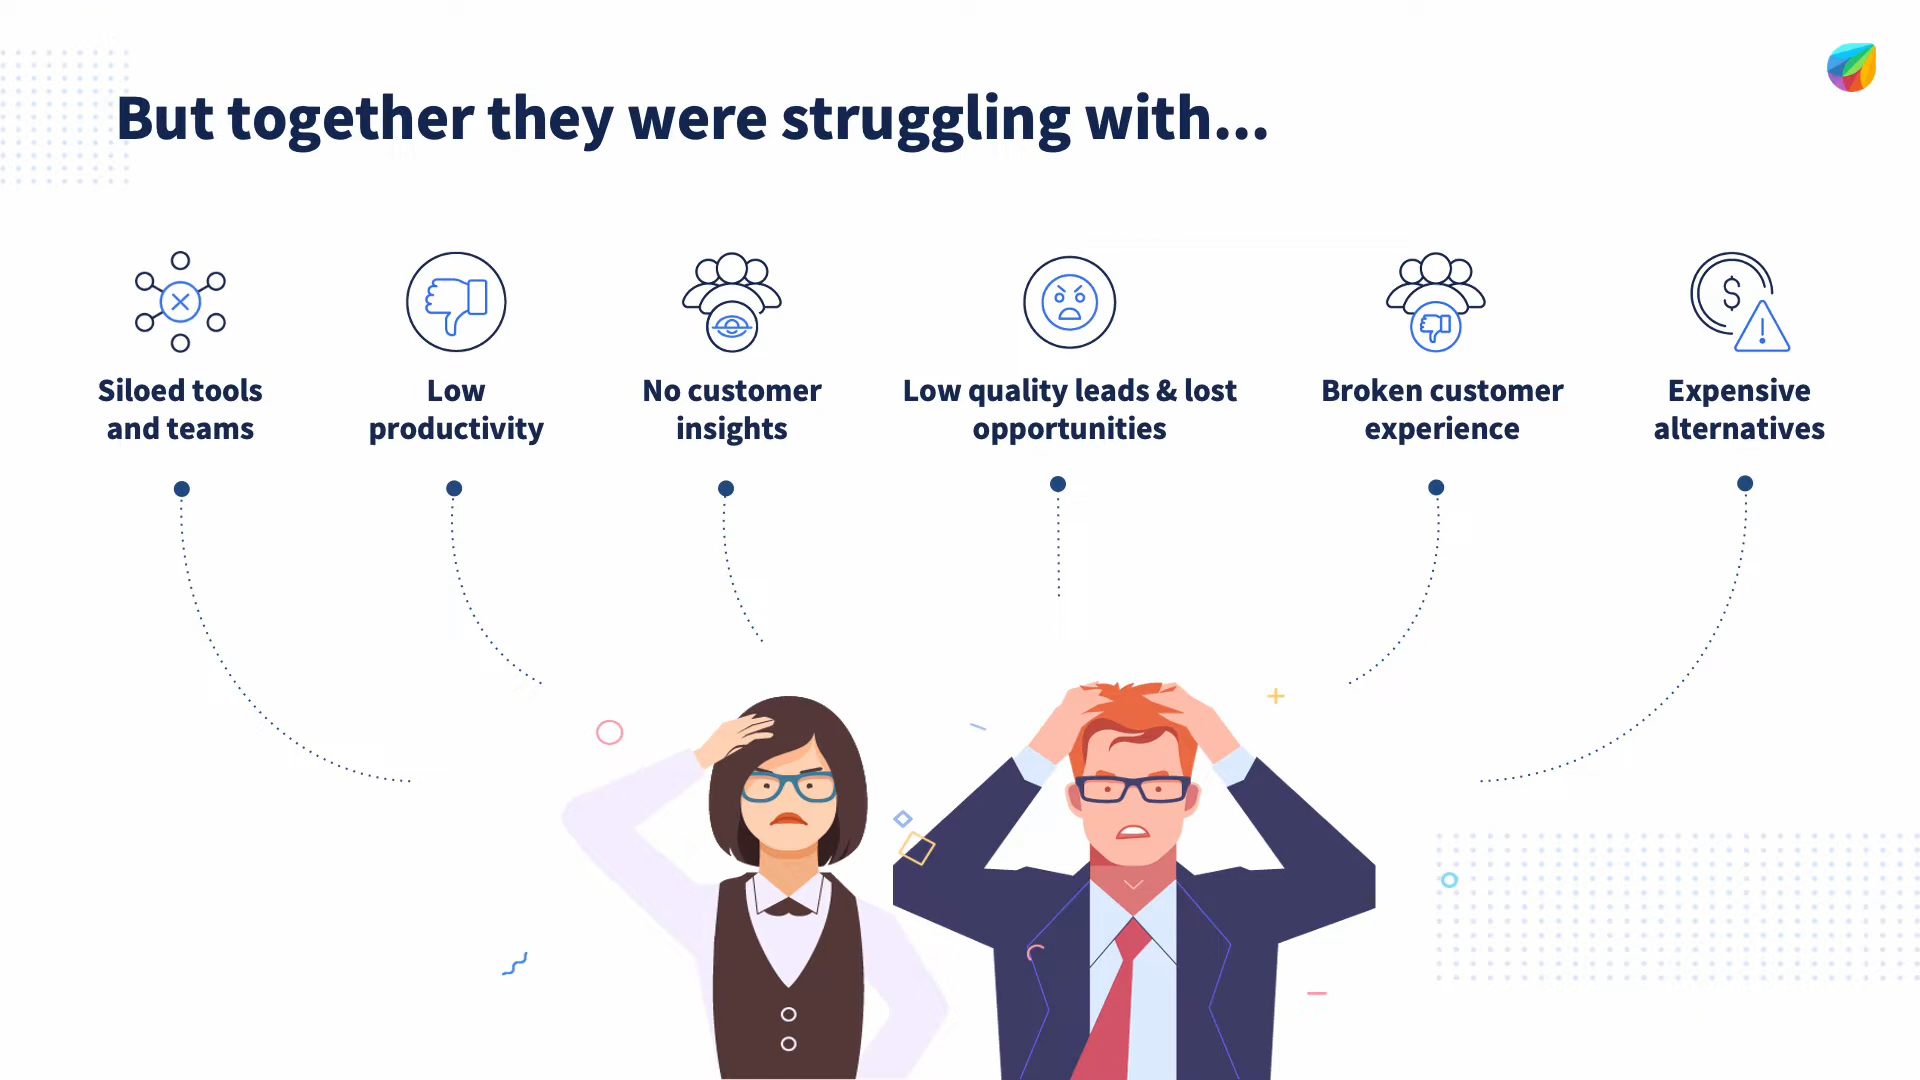 But together they were struggling with...
Siloed tools
and teams
Low
productivity
No customer
insights
Low quality leads & lost
opportunities
Broken customer
experience
Expensive
alternatives